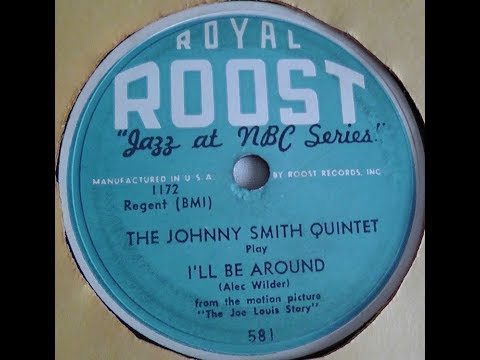 ROYAL
ROOST
"Jazz at NBC Series."
MANUFACTURED IN U.S.A. BY ROOST RECORDS, INC
1172
Regent (BMI)
THE JOHNNY SMITH QUINTET
Play
I'LL BE AROUND
(Alec Wilder)
from the motion picture
"The Joe Louis Story"
581